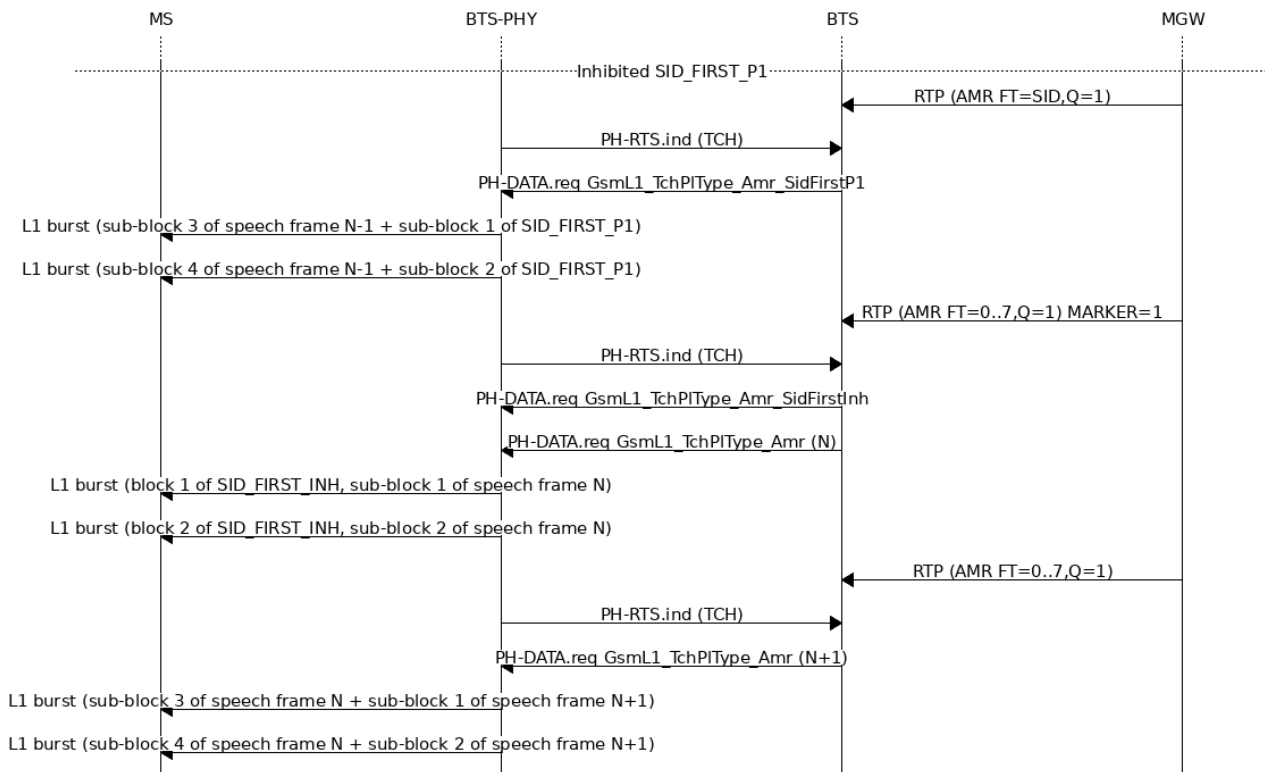 MS BTS-PHY BTS MGW
Inhibited SID_FIRST_P1
RTP (AMR FT=SID,Q=1)
PH-RTS.ind (TCH)
PH-DATA.req GsmL1_TchPlType_Amr_SidFirstP1
L1 burst (sub-block 3 of speech frame N-1 + sub-block 1 of SID_FIRST_P1)
L1 burst (sub-block 4 of speech frame N-1 + sub-block 2 of SID_FIRST_P1)
RTP (AMR FT=0..7,Q=1) MARKER=1
PH-RTS.ind (TCH)
PH-DATA.req GsmL1_TchPlType_Amr_SidFirstInh
PH-DATA.req GsmL1_TchPlType_Amr (N)
L1 burst (block 1 of SID_FIRST_INH, sub-block 1 of speech frame N)
L1 burst (block 2 of SID_FIRST_INH, sub-block 2 of speech frame N)
RTP (AMR FT=0..7,Q=1)
PH-RTS.ind (TCH)
PH-DATA.req GsmL1_TchPlType_Amr (N+1)
L1 burst (sub-block 3 of speech frame N + sub-block 1 of speech frame N+1)
L1 burst (sub-block 4 of speech frame N + sub-block 2 of speech frame N+1)